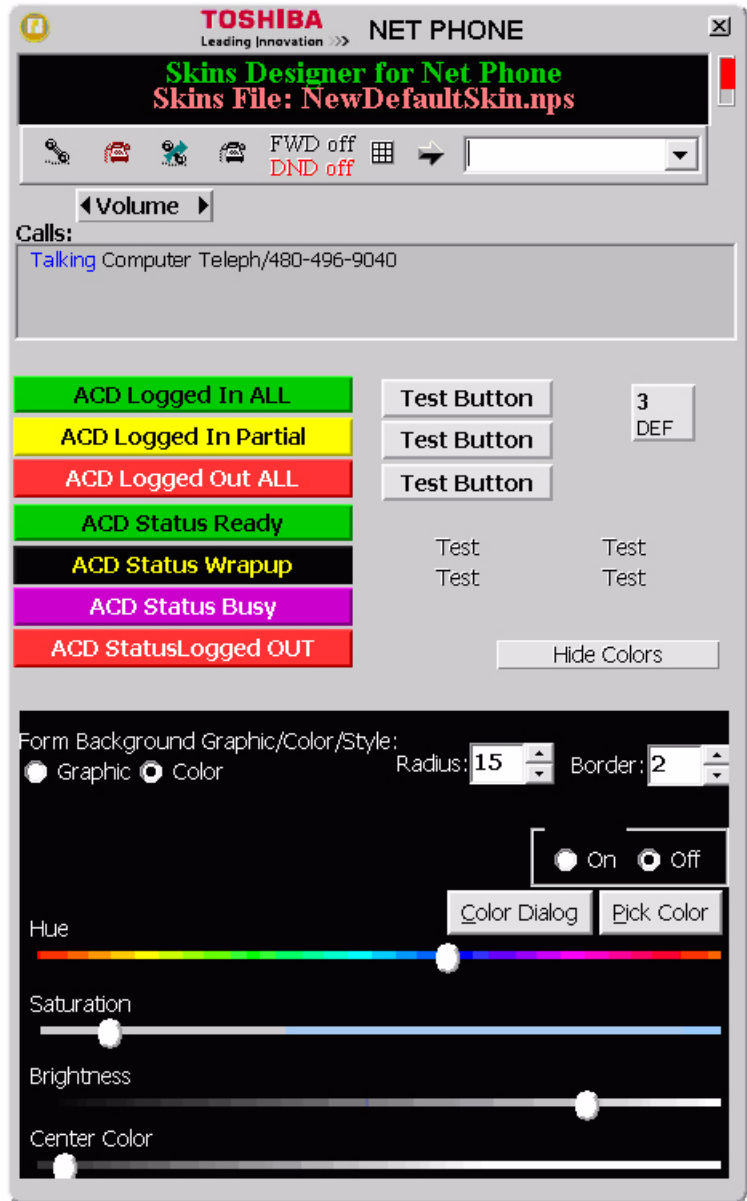 TOSHIBA
Leading Innovation >>>
NET PHONE
Skins Designer for Net Phone
Skins File: NewDefaultSkin.nps
FWD off
DND off
Volume
Calls:
Talking Computer Teleph/480-496-9040
ACD Logged In ALL
ACD Logged In Partial
ACD Logged Out ALL
ACD Status Ready
ACD Status Wrapup
ACD Status Busy
ACD StatusLogged OUT
Test Button
Test Button
Test Button
3
DEF
Test Test
Test Test
Hide Colors
Form Background Graphic/Color/Style:
Graphic Color
Radius: 15 Border: 2
On Off
Color Dialog Pick Color
Hue
Saturation
Brightness
Center Color